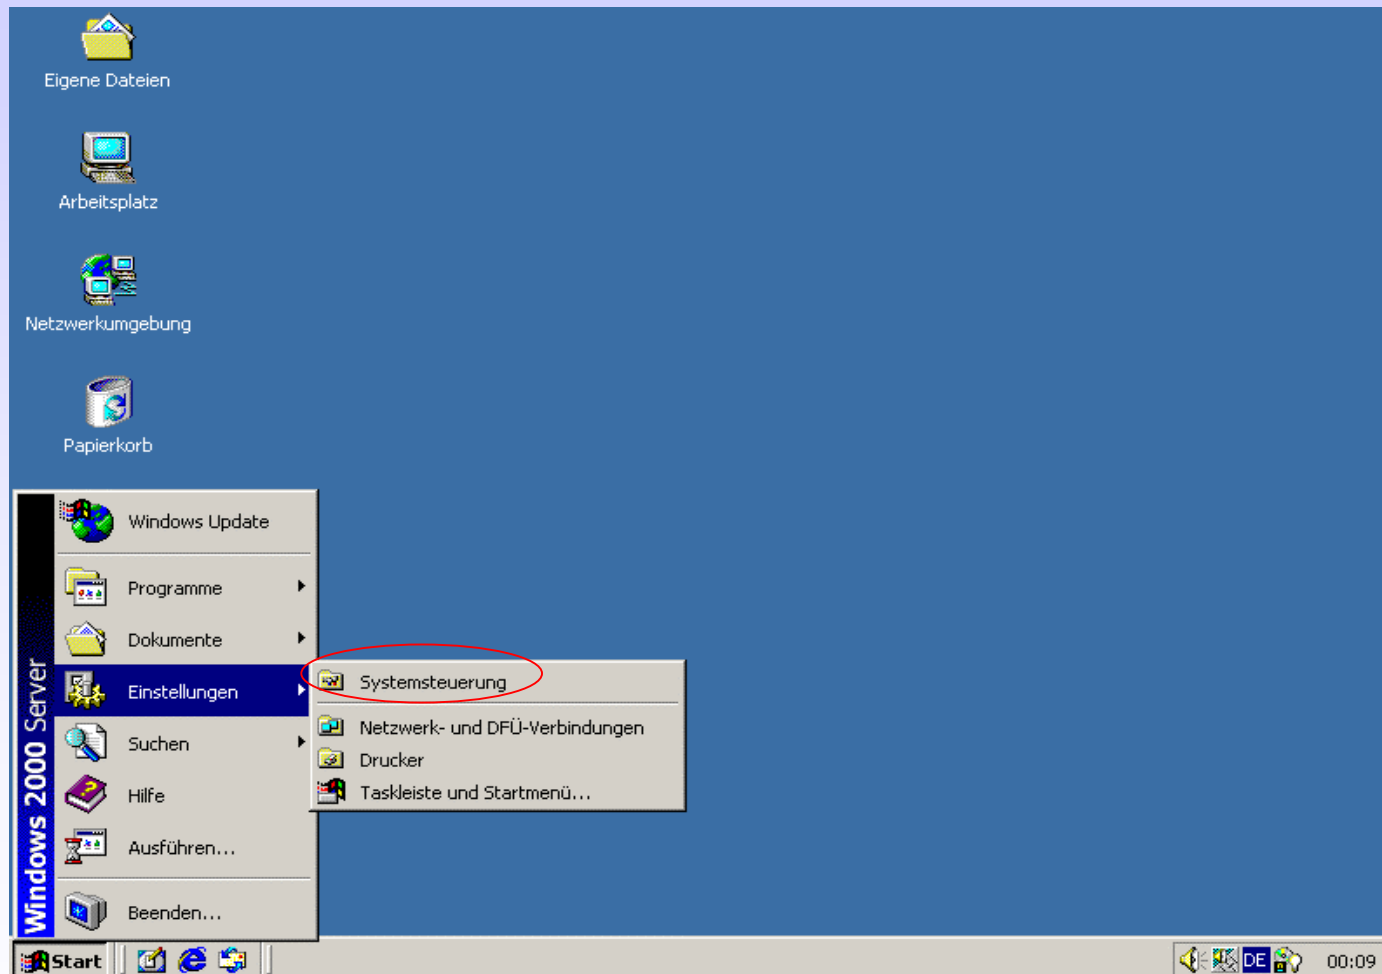 Eigene Dateien
Arbeitsplatz
Netzwerkumgebung
Papierkorb
Windows 2000 Server
Windows Update
Programme
Dokumente
Einstellungen
Suchen
Hilfe
Ausführen...
Beenden...
Systemsteuerung
Netzwerk- und DFÜ-Verbindungen
Drucker
Taskleiste und Startmenü...
Start
DE
00:09